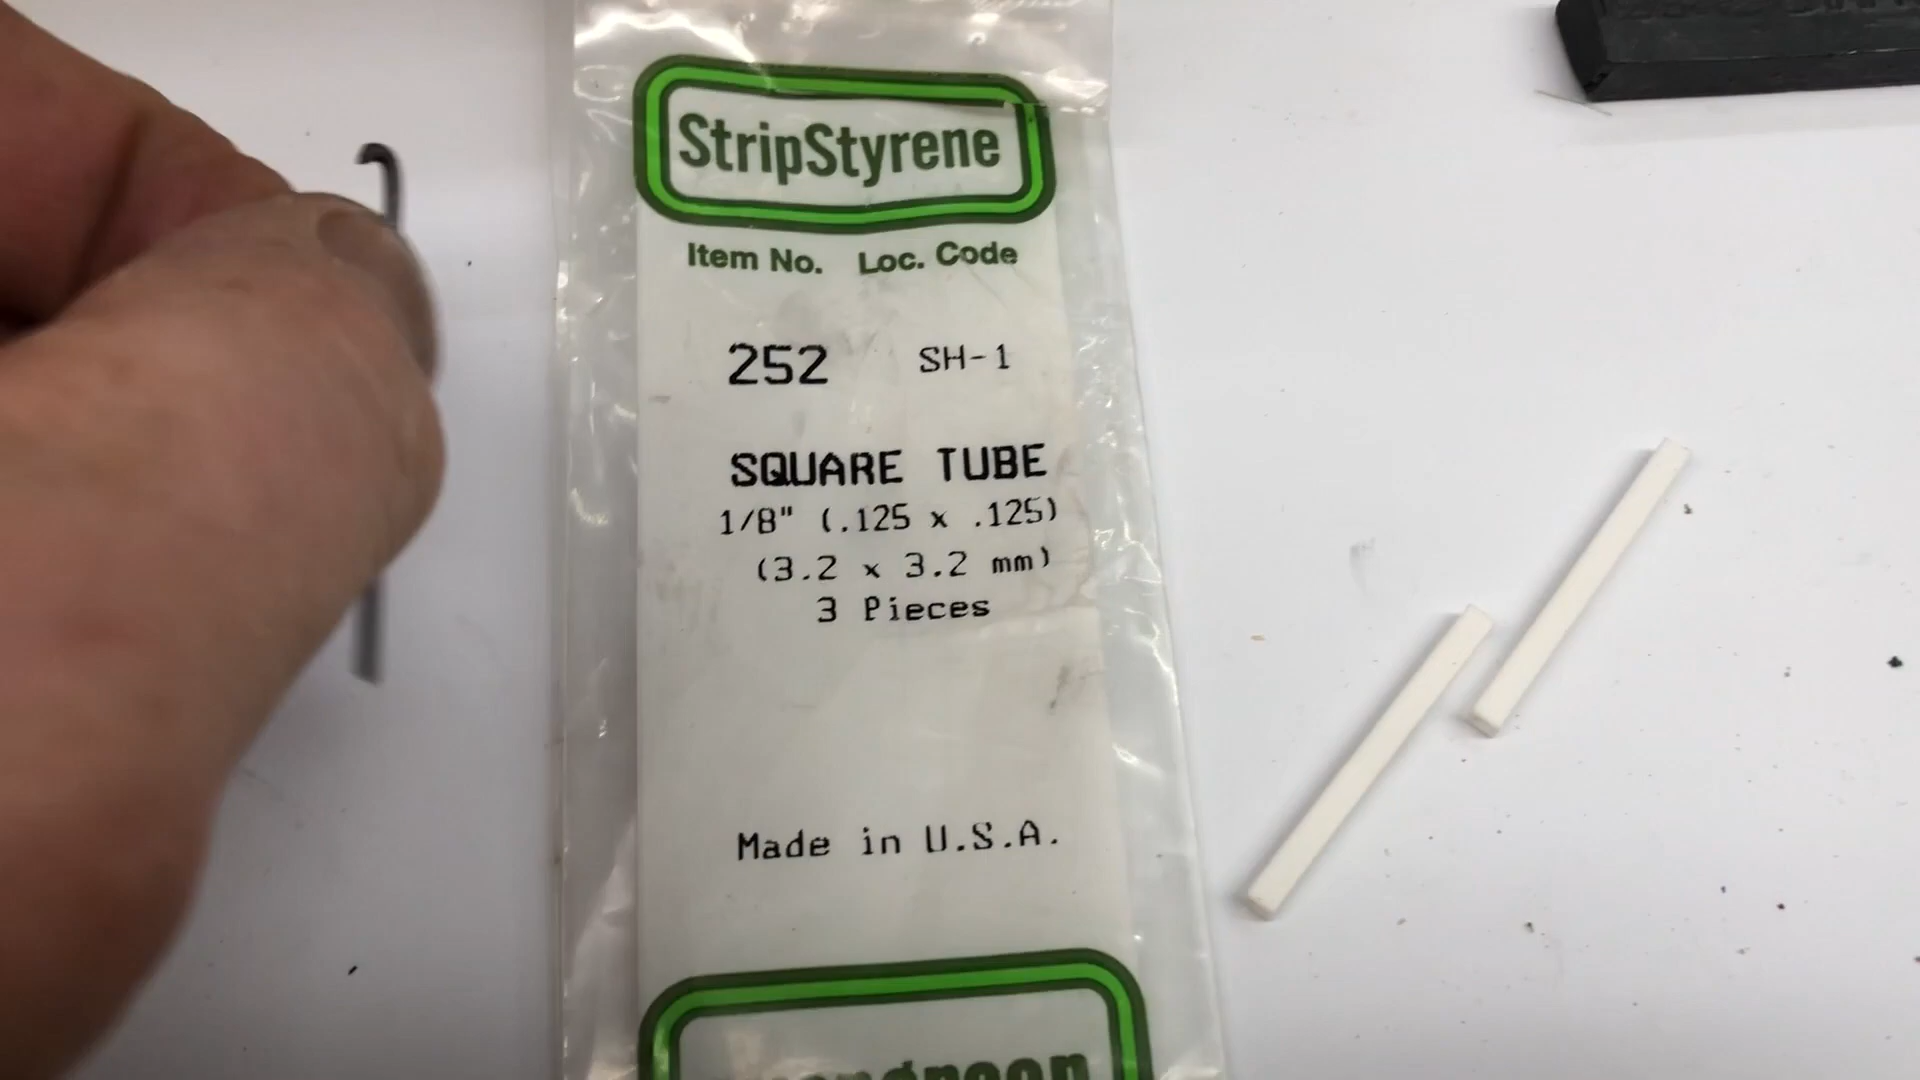 StripStyrene
Item No. Loc. Code
252 SH-1
SQUARE TUBE
1/8" (.125 x .125)
(3.2 x 3.2 mm)
3 Pieces
Made in U.S.A.